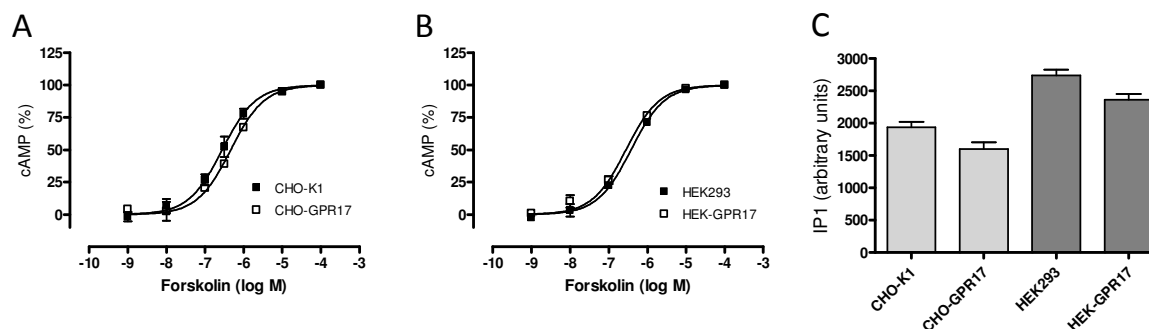 A
125
100
75
50
25
0
cAMP (%)
CHO-K1
CHO-GPR17
-10 -9 -8 -7 -6 -5 -4 -3
Forskolin (log M)
B
125
100
75
50
25
0
cAMP (%)
HEK293
HEK-GPR17
-10 -9 -8 -7 -6 -5 -4 -3
Forskolin (log M)
C
3000
2500
2000
1500
1000
500
0
IP1 (arbitrary units)
CHO-K1
CHO-GPR17
HEK293
HEK-GPR17